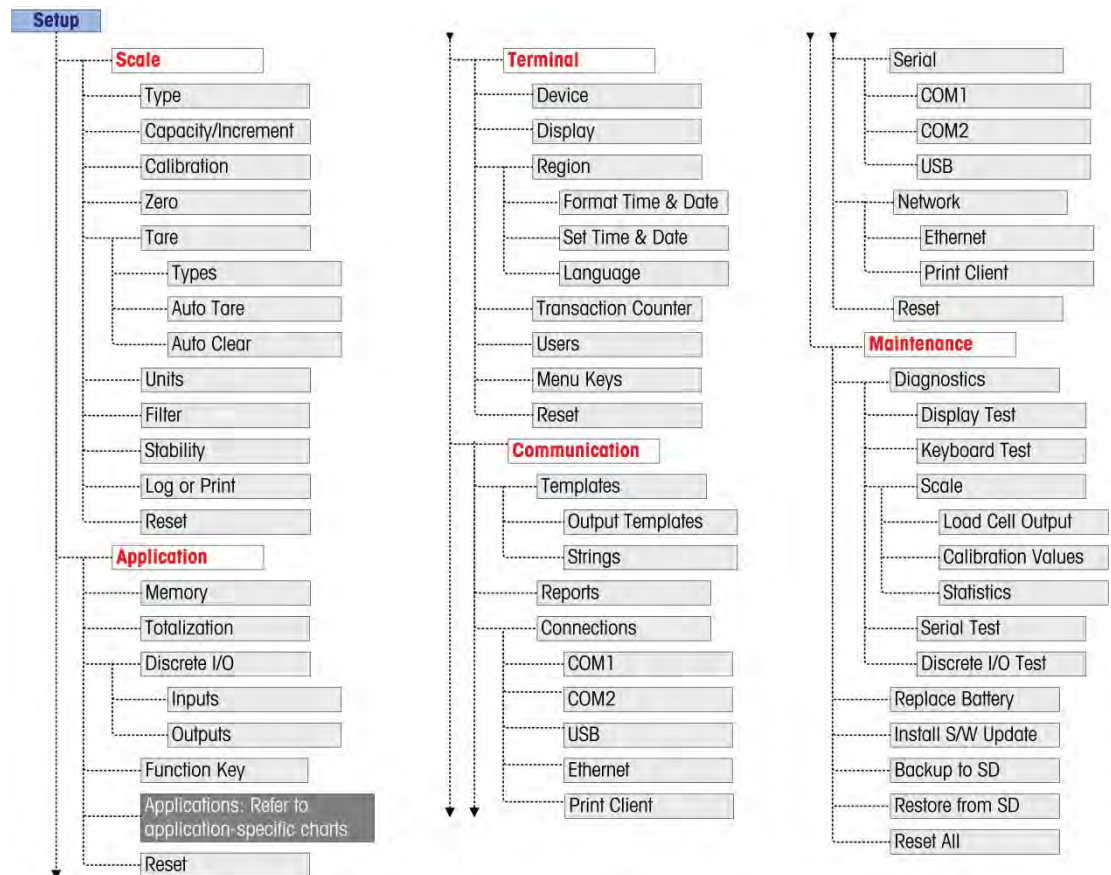 Setup
Scale
Type
Capacity/Increment
Calibration
Zero
Tare
Types
Auto Tare
Auto Clear
Units
Filter
Stability
Log or Print
Reset
Application
Memory
Totalization
Discrete I/O
Inputs
Outputs
Function Key
Applications: Refer to
application-specific charts
Reset
Terminal
Device
Display
Region
Format Time & Date
Set Time & Date
Language
Transaction Counter
Users
Menu Keys
Reset
Communication
Templates
Output Templates
Strings
Reports
Connections
COM1
COM2
USB
Ethernet
Print Client
Serial
COM1
COM2
USB
Network
Ethernet
Print Client
Reset
Maintenance
Diagnostics
Display Test
Keyboard Test
Scale
Load Cell Output
Calibration Values
Statistics
Serial Test
Discrete I/O Test
Replace Battery
Install S/W Update
Backup to SD
Restore from SD
Reset All